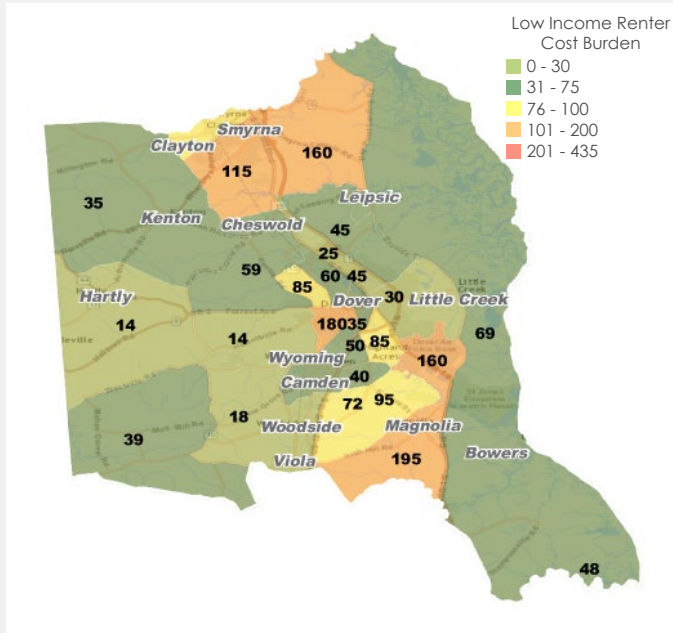 Low Income Renter
Cost Burden
0 - 30
31 - 75
76 - 100
101 - 200
201 - 435
Smyrna
Clayton
160
115
35
Leipsic
Kenton
Cheswold
45
25
59
60 45
85
30
Hartly
Dover
Little Creek
Little
Creek
14
14
18035
69
50
85
Wyoming
160
Camden
40
72
95
18
Woodside
Magnolia
39
Viola
195
Bowers
48